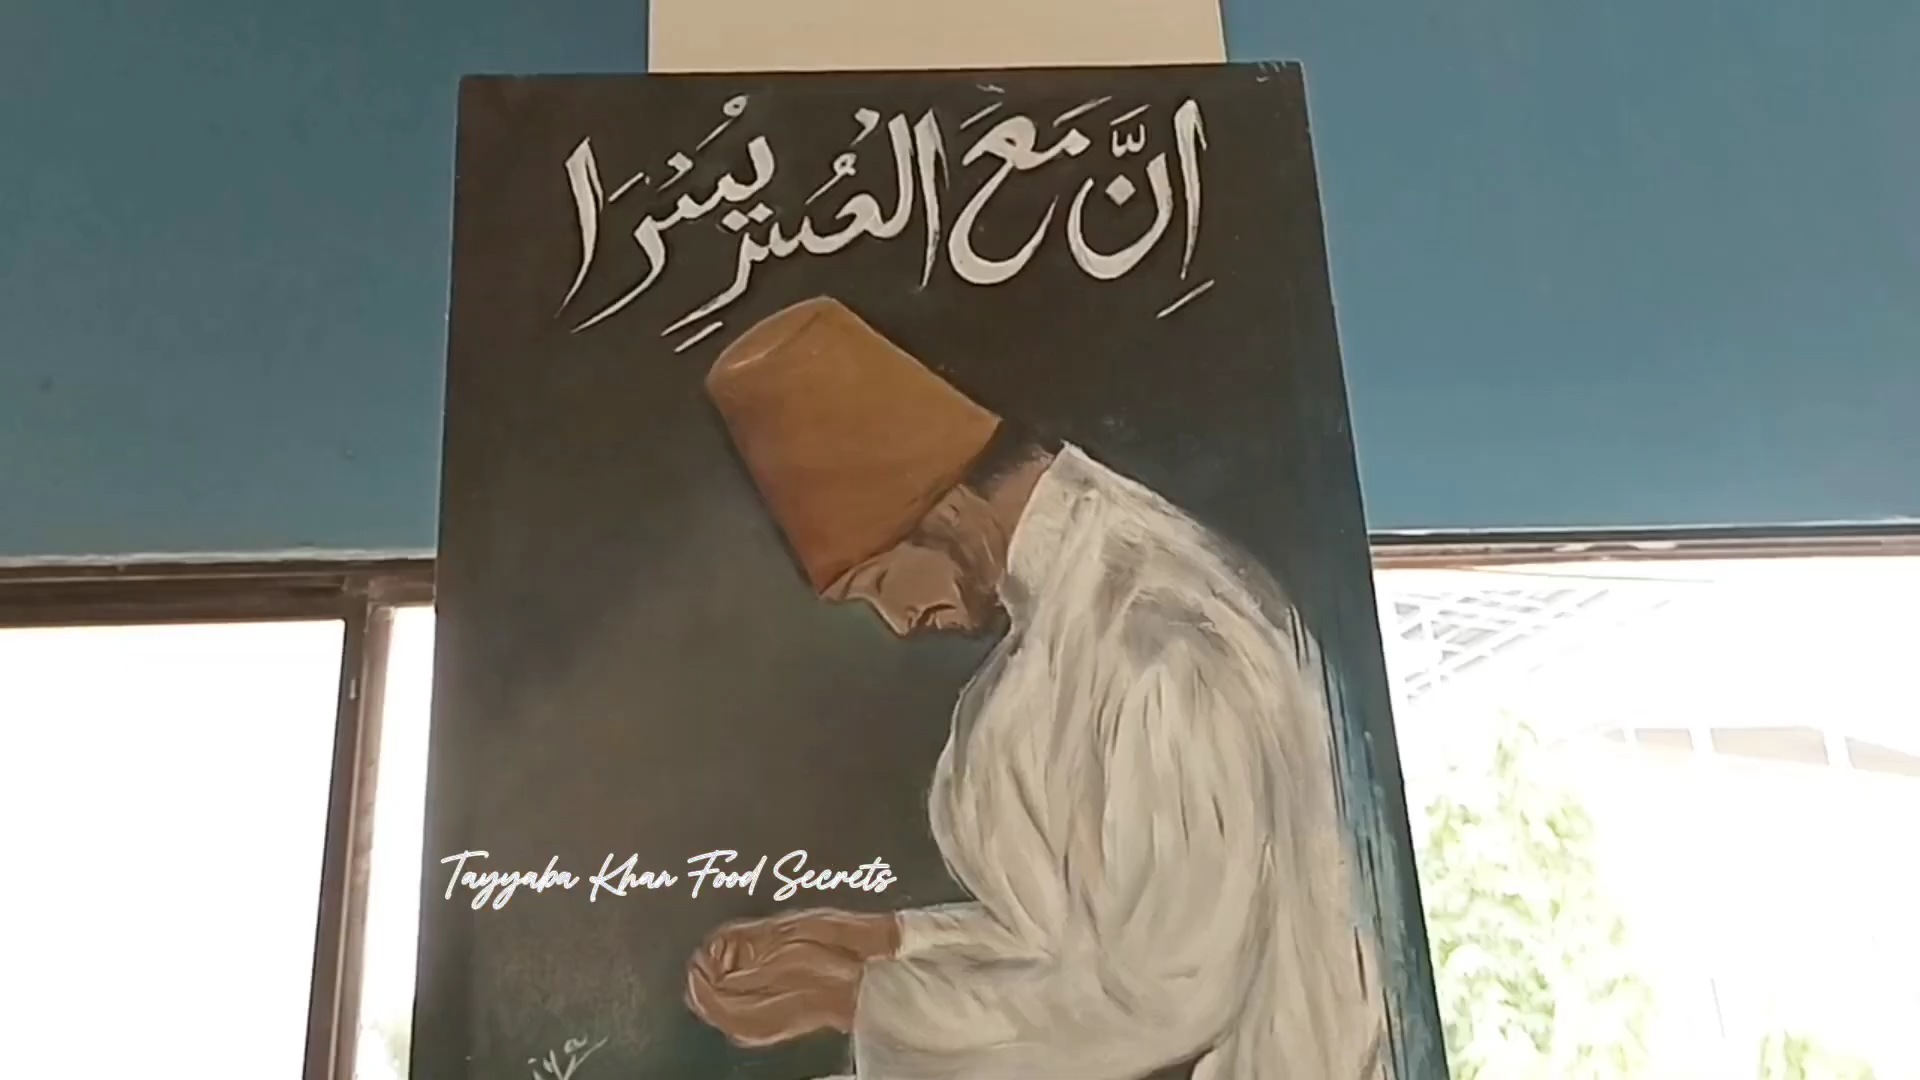 اِنَّ مَعَ الْعُسْرِ يُسْرًا
Tayyaba Khan Food Secrets